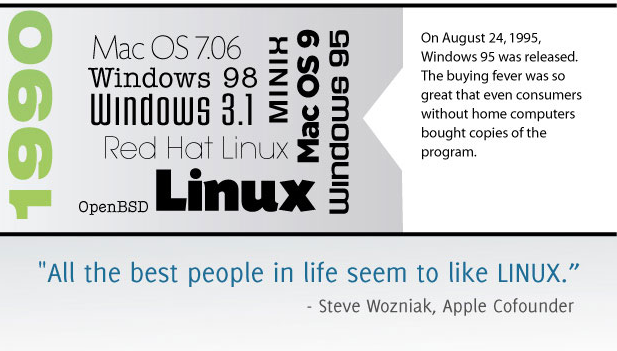 1990
Mac OS 7.06
Windows 98
Windows 3.1
Red Hat Linux
OpenBSD
Linux
MINIX
Mac OS 9
Windows 95
On August 24, 1995,
Windows 95 was released.
The buying fever was so
great that even consumers
without home computers
bought copies of the
program.
"All the best people in life seem to like LINUX.”
- Steve Wozniak, Apple Cofounder